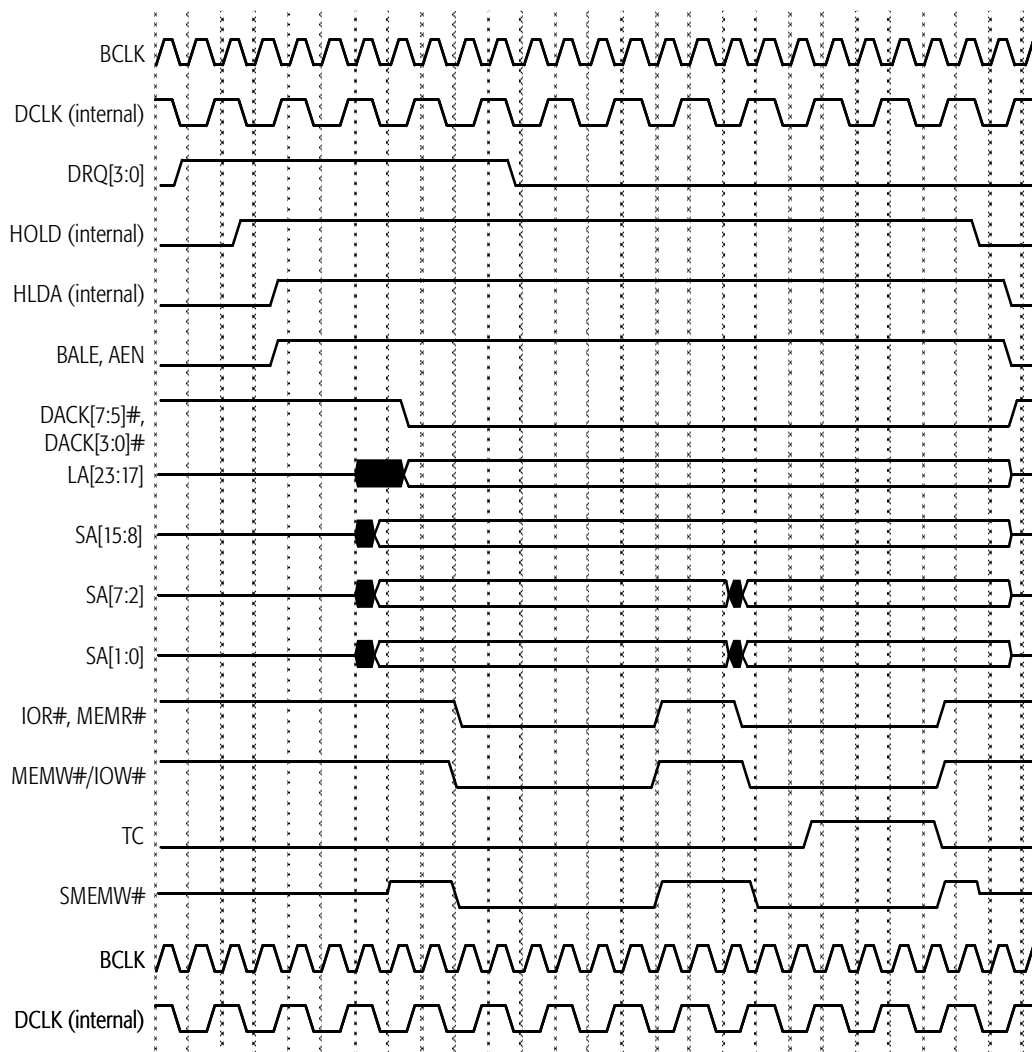 BCLK
DCLK (internal)
DRQ[3:0]
HOLD (internal)
HLDA (internal)
BALE, AEN
DACK[7:5]#,
DACK[3:0]#
LA[23:17]
SA[15:8]
SA[7:2]
SA[1:0]
IOR#, MEMR#
MEMW#/IOW#
TC
SMEMW#
BCLK
DCLK (internal)